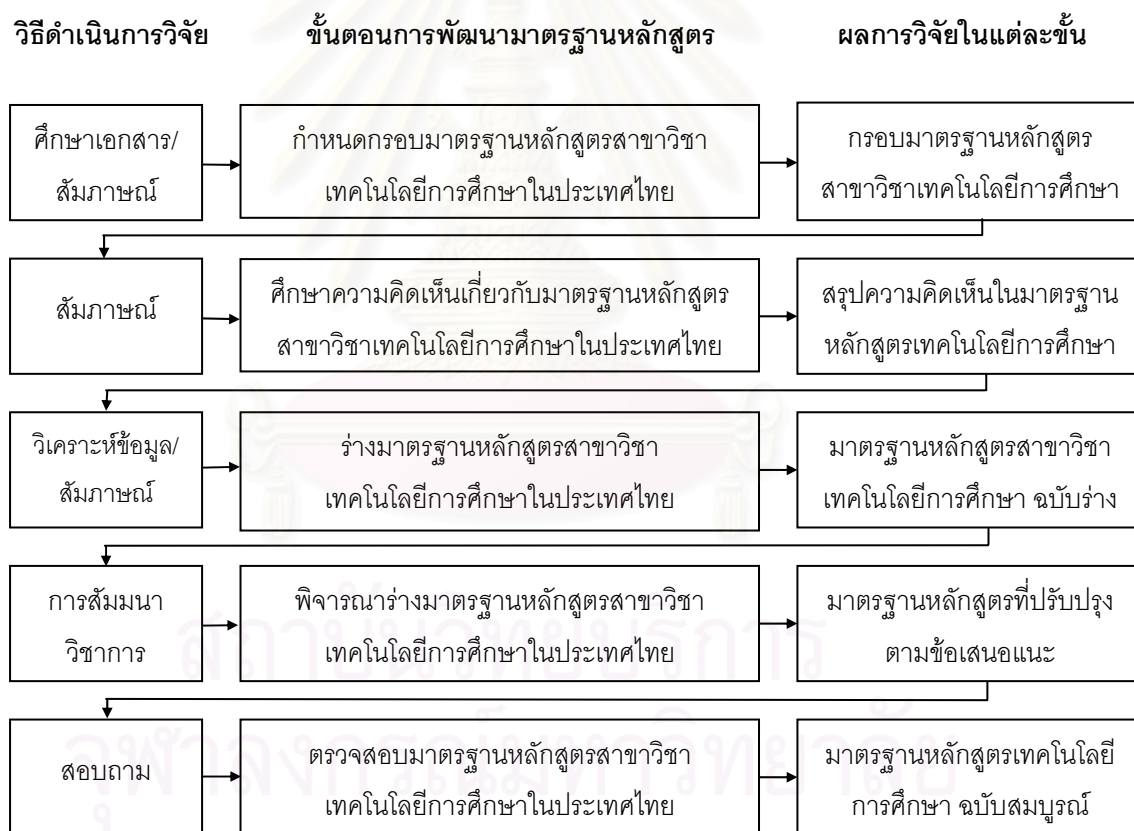 วิธีดำเนินการวิจัย
ขั้นตอนการพัฒนามาตรฐานหลักสูตร
ผลการวิจัยในแต่ละขั้น
ศึกษาเอกสาร/
สัมภาษณ์
กำหนดกรอบมาตรฐานหลักสูตรสาขาวิชา
เทคโนโลยีการศึกษาในประเทศไทย
กรอบมาตรฐานหลักสูตร
สาขาวิชาเทคโนโลยีการศึกษา
สัมภาษณ์
ศึกษาความคิดเห็นเกี่ยวกับมาตรฐานหลักสูตร
สาขาวิชาเทคโนโลยีการศึกษาในประเทศไทย
สรุปความคิดเห็นในมาตรฐาน
หลักสูตรเทคโนโลยีการศึกษา
วิเคราะห์ข้อมูล/
สัมภาษณ์
ร่างมาตรฐานหลักสูตรสาขาวิชา
เทคโนโลยีการศึกษาในประเทศไทย
มาตรฐานหลักสูตรสาขาวิชา
เทคโนโลยีการศึกษา ฉบับร่าง
การสัมมนา
วิชาการ
พิจารณาร่างมาตรฐานหลักสูตรสาขาวิชา
เทคโนโลยีการศึกษาในประเทศไทย
มาตรฐานหลักสูตรที่ปรับปรุง
ตามข้อเสนอแนะ
สอบถาม
ตรวจสอบมาตรฐานหลักสูตรสาขาวิชา
เทคโนโลยีการศึกษาในประเทศไทย
มาตรฐานหลักสูตรเทคโนโลยี
การศึกษา ฉบับสมบูรณ์
สถาบันวิทยบริการ
จุฬาลงกรณ์มหาวิทยาลัย